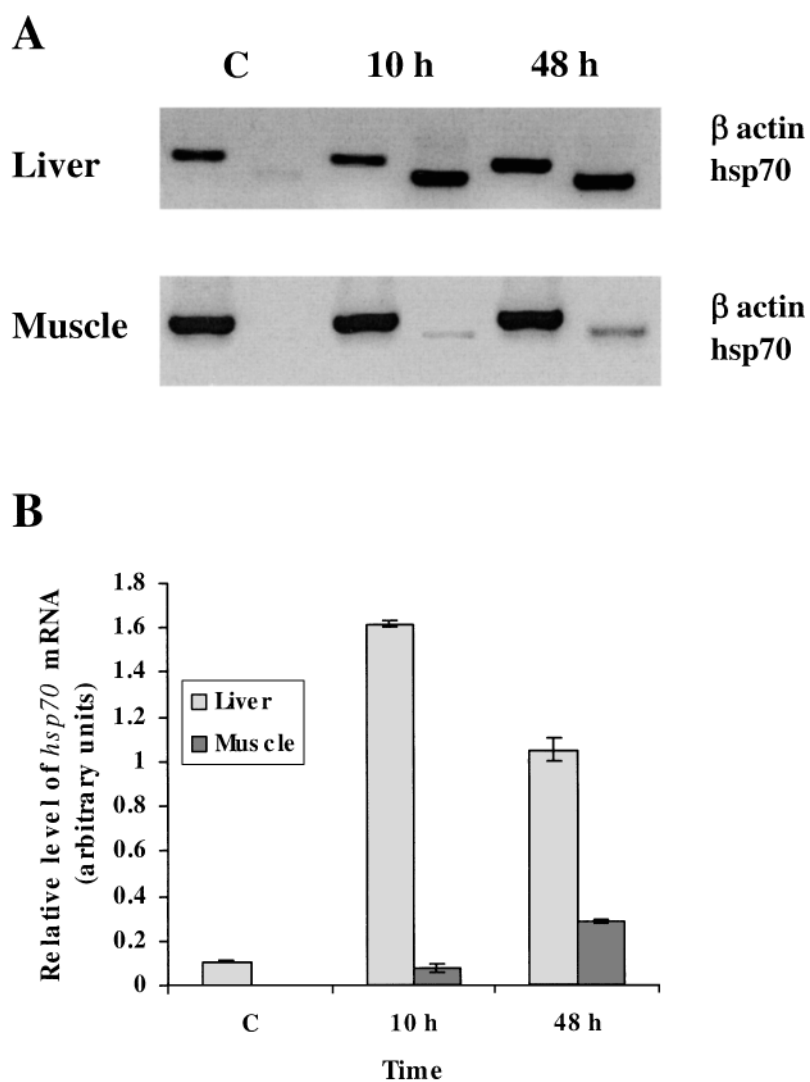 A
C 10 h 48 h
Liver
β actin
hsp70
Muscle
β actin
hsp70
B
Relative level of hsp70 mRNA
(arbitrary units)
1.8
1.6
1.4
1.2
1
0.8
0.6
0.4
0.2
0
Liver
Muscle
C 10 h 48 h
Time